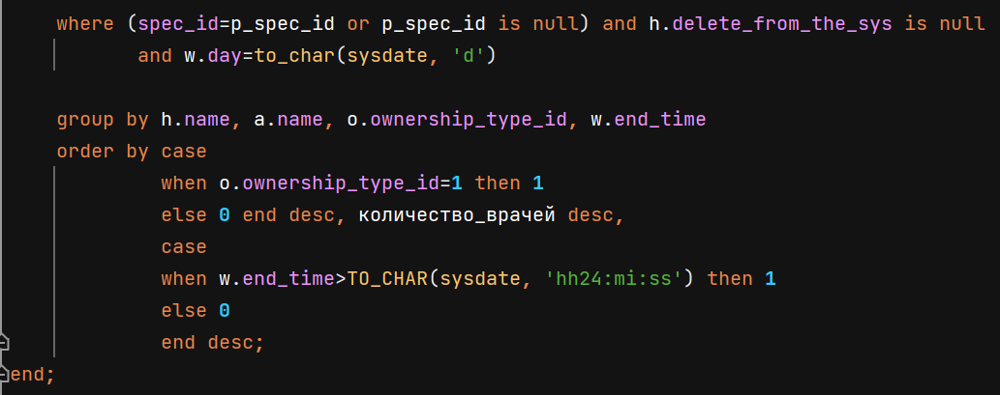 where (spec_id=p_spec_id or p_spec_id is null) and h.delete_from_the_sys is null
and w.day=to_char(sysdate, 'd')
group by h.name, a.name, o.ownership_type_id, w.end_time
order by case
when o.ownership_type_id=1 then 1
else 0 end desc, количество_врачей desc,
case
when w.end_time>TO_CHAR(sysdate, 'hh24:mi:ss') then 1
else 0
end desc;
end;